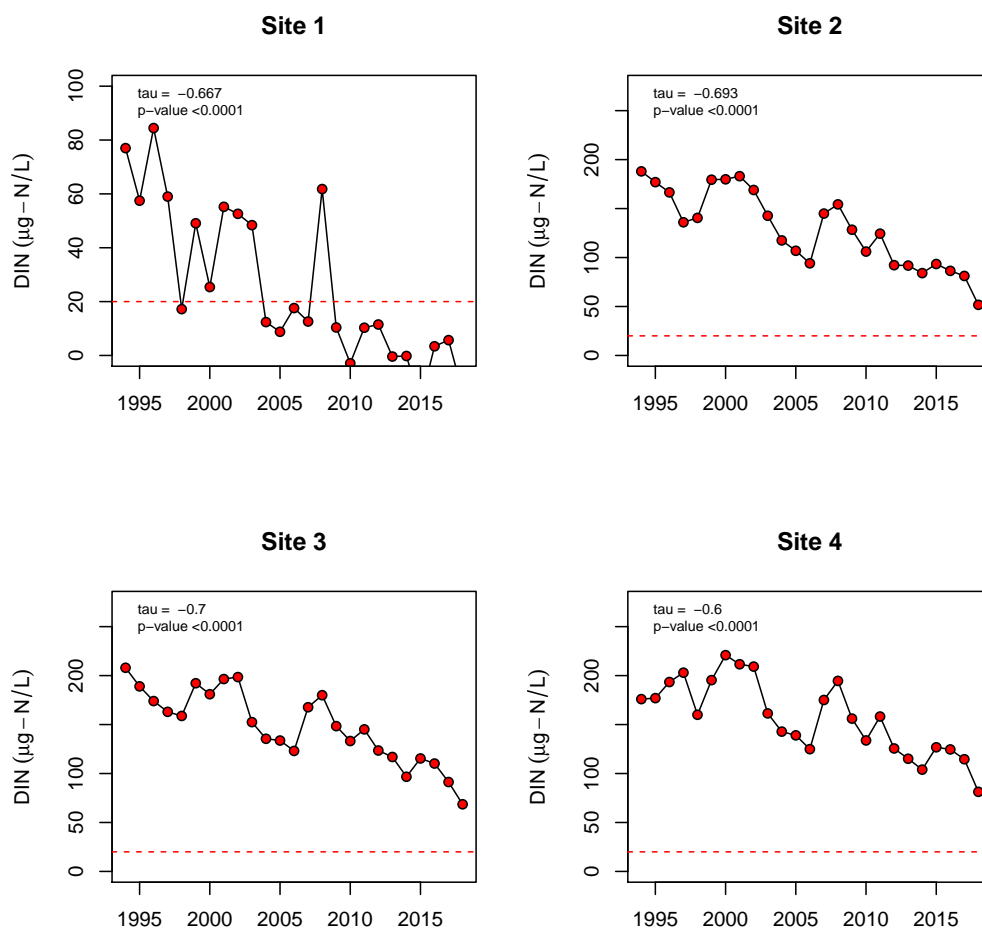 Site 1
tau = −0.667
p−value <0.0001
DIN (μg−N/L)
100
80
60
40
20
0
1995 2000 2005 2010 2015
Site 2
tau = −0.693
p−value <0.0001
DIN (μg−N/L)
200
100
50
0
1995 2000 2005 2010 2015
Site 3
tau = −0.7
p−value <0.0001
DIN (μg−N/L)
200
100
50
0
1995 2000 2005 2010 2015
Site 4
tau = −0.6
p−value <0.0001
DIN (μg−N/L)
200
100
50
0
1995 2000 2005 2010 2015